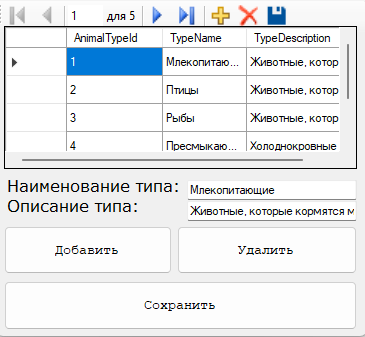 1 для 5
AnimalTypeId TypeName TypeDescription
1 Млекопитаю... Животные, котор
2 Птицы Животные, котор
3 Рыбы Животные, котор
4 Пресмыкаю... Холоднокровные
Наименование типа: Млекопитающие
Описание типа: Животные, которые кормятся м
Добавить Удалить
Сохранить